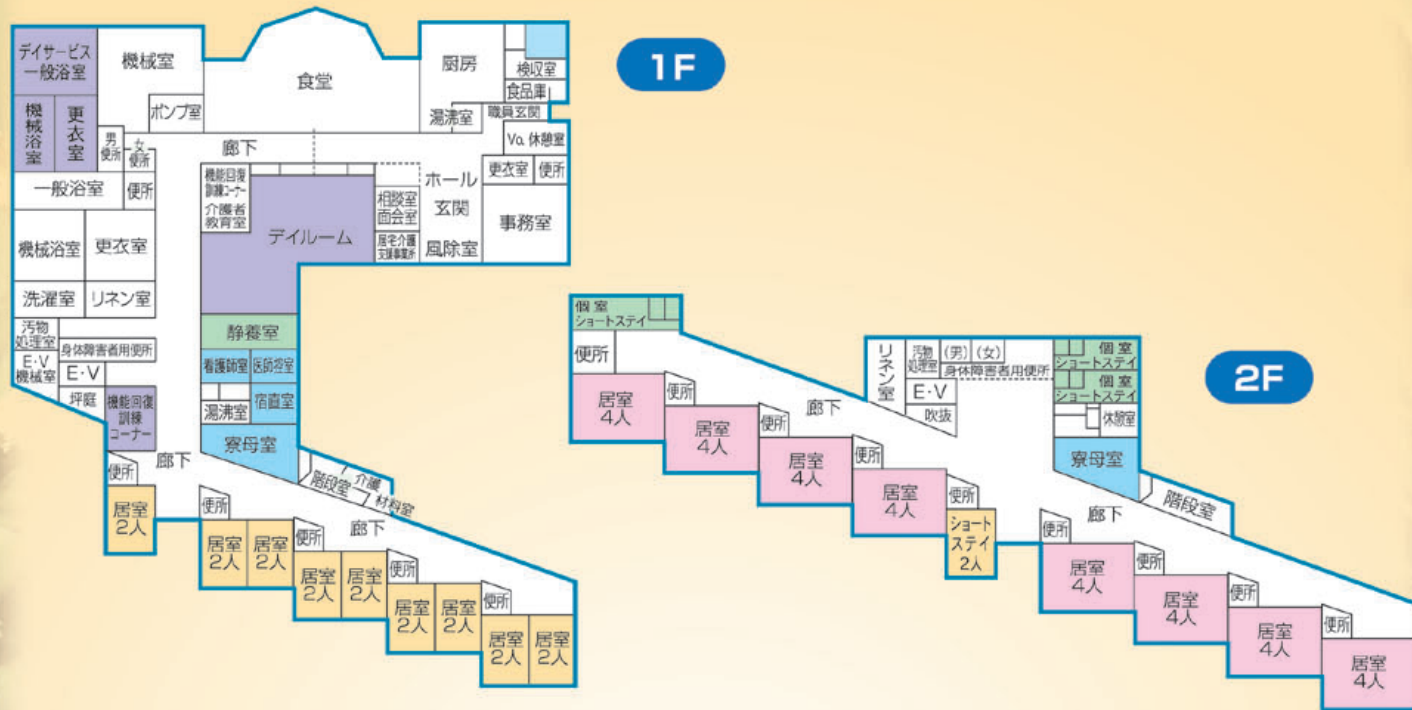 1F
デイサービス
一般浴室
機械室
食堂
厨房
検収室
食品庫
機械浴室
更衣室
ポンプ室
湯沸室
職員玄関
男
便所
女
便所
廊下
Vo.休憩室
更衣室
便所
一般浴室
便所
機能回復
訓練コーナー
介護者
教育室
デイルーム
相談室
面会室
居宅介護
支援事業所
ホール
玄関
風除室
事務室
機械浴室
更衣室
洗濯室
リネン室
静養室
汚物
処理室
身体障害者用便所
看護師室
医師控室
E・V
機械室
E・V
坪庭
機能回復
訓練
コーナー
湯沸室
宿直室
寮母室
便所
廊下
階段室
介護
材料室
居室
2人
便所
廊下
居室
2人
居室
2人
便所
居室
2人
居室
2人
便所
居室
2人
居室
2人
便所
居室
2人
居室
2人
2F
個室
ショートステイ
便所
リネン室
汚物
処理室
(男)
(女)
身体障害者用便所
E・V
吹抜
個室
ショートステイ
個室
ショートステイ
休憩室
寮母室
階段室
居室
4人
便所
廊下
居室
4人
便所
居室
4人
便所
居室
4人
便所
ショート
ステイ
2人
便所
廊下
居室
4人
便所
居室
4人
便所
居室
4人
便所
居室
4人